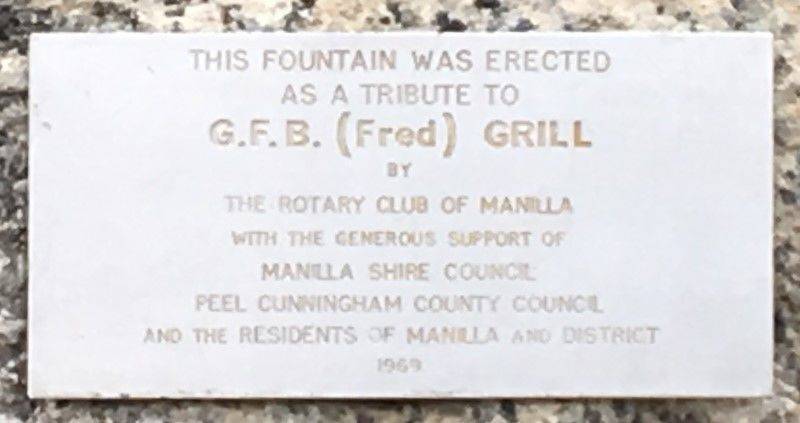 THIS FOUNTAIN WAS ERECTED
AS A TRIBUTE TO
G.F.B. (Fred) GRILL
BY
THE ROTARY CLUB OF MANILLA
WITH THE GENEROUS SUPPORT OF
MANILLA SHIRE COUNCIL
PEEL CUNNINGHAM COUNTY COUNCIL
AND THE RESIDENTS OF MANILLA AND DISTRICT
1969